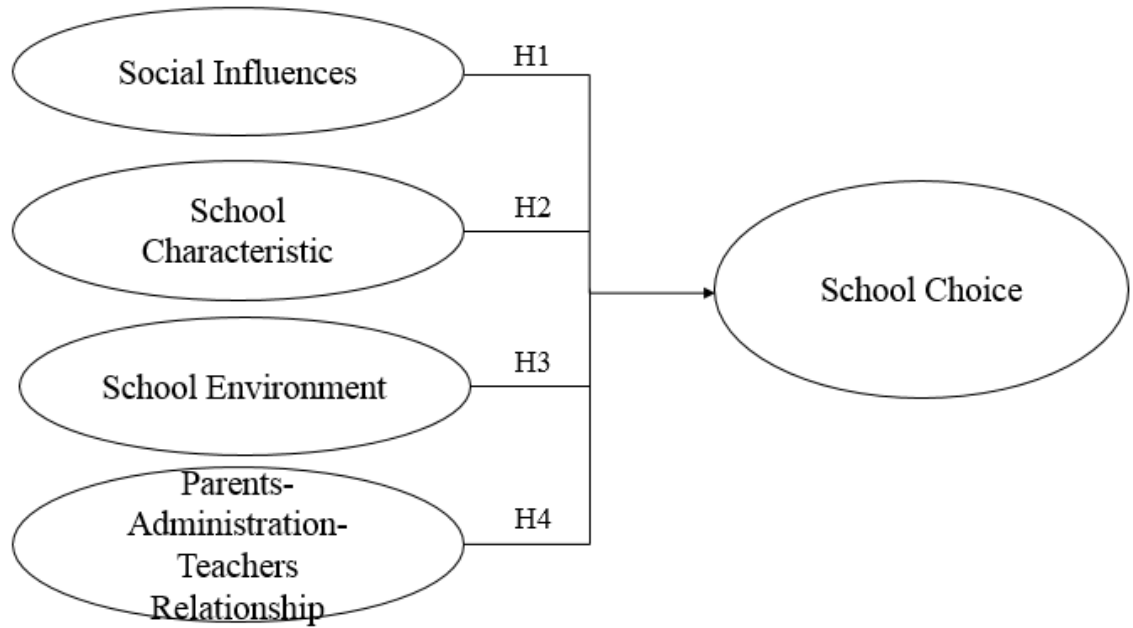 Social Influences
H1
School
Characteristic
H2
School Environment
H3
Parents-
Administration-
Teachers
Relationship
H4
School Choice